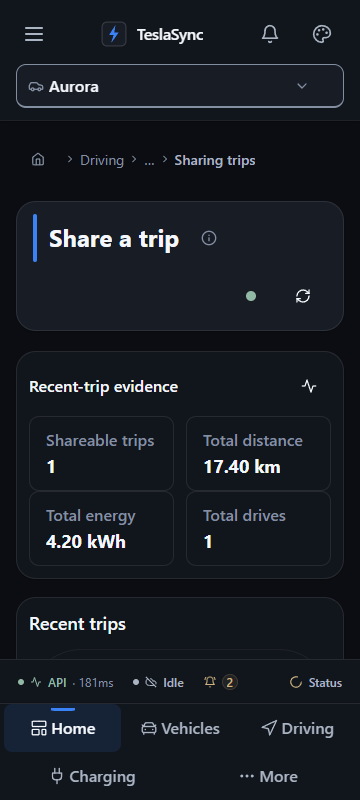 TeslaSync
Aurora
Driving ... Sharing trips
Share a trip
Recent-trip evidence
Shareable trips
1
Total distance
17.40 km
Total energy
4.20 kWh
Total drives
1
Recent trips
API · 181ms Idle 2 Status
Home Vehicles Driving
Charging More